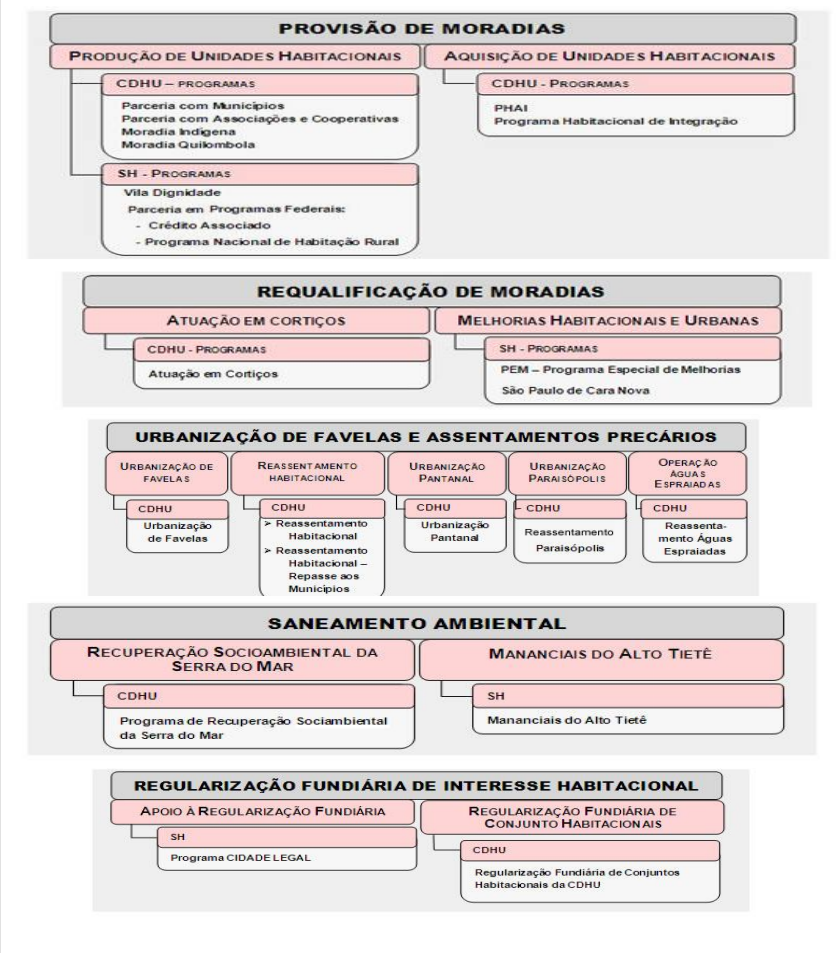 PROVISÃO DE MORADIAS
PRODUÇÃO DE UNIDADES HABITACIONAIS
CDHU – PROGRAMAS
Parceria com Municípios
Parceria com Associações e Cooperativas
Moradia Indígena
Moradia Quilombola
SH - PROGRAMAS
Vila Dignidade
Parceria em Programas Federais:
- Crédito Associado
- Programa Nacional de Habitação Rural
AQUISIÇÃO DE UNIDADES HABITACIONAIS
CDHU - PROGRAMAS
PHAI
Programa Habitacional de Integração
REQUALIFICAÇÃO DE MORADIAS
ATUAÇÃO EM CORTIÇOS
CDHU - PROGRAMAS
Atuação em Cortiços
MELHORIAS HABITACIONAIS E URBANAS
SH - PROGRAMAS
PEM – Programa Especial de Melhorias
São Paulo de Cara Nova
URBANIZAÇÃO DE FAVELAS E ASSENTAMENTOS PRECÁRIOS
URBANIZAÇÃO DE
FAVELAS
CDHU
Urbanização
de Favelas
REASSENTAMENTO
HABITACIONAL
CDHU
➢ Reassentamento
Habitacional
➢ Reassentamento
Habitacional –
Repasse aos
Municípios
URBANIZAÇÃO
PANTANAL
CDHU
Urbanização
Pantanal
URBANIZAÇÃO
PARAISÓPOLIS
CDHU
Reassentamento
Paraisópolis
OPERAÇÃO
ÁGUAS
ESPRAIADAS
CDHU
Reassenta-
mento Águas
Espraiadas
SANEAMENTO AMBIENTAL
RECUPERAÇÃO SOCIOAMBIENTAL DA
SERRA DO MAR
CDHU
Programa de Recuperação Sociambiental
da Serra do Mar
MANANCIAIS DO ALTO TIETÊ
SH
Mananciais do Alto Tietê
REGULARIZAÇÃO FUNDIÁRIA DE INTERESSE HABITACIONAL
APOIO À REGULARIZAÇÃO FUNDIÁRIA
SH
Programa CIDADE LEGAL
REGULARIZAÇÃO FUNDIÁRIA DE
CONJUNTO HABITACIONAIS
CDHU
Regularização Fundiária de Conjuntos
Habitacionais da CDHU